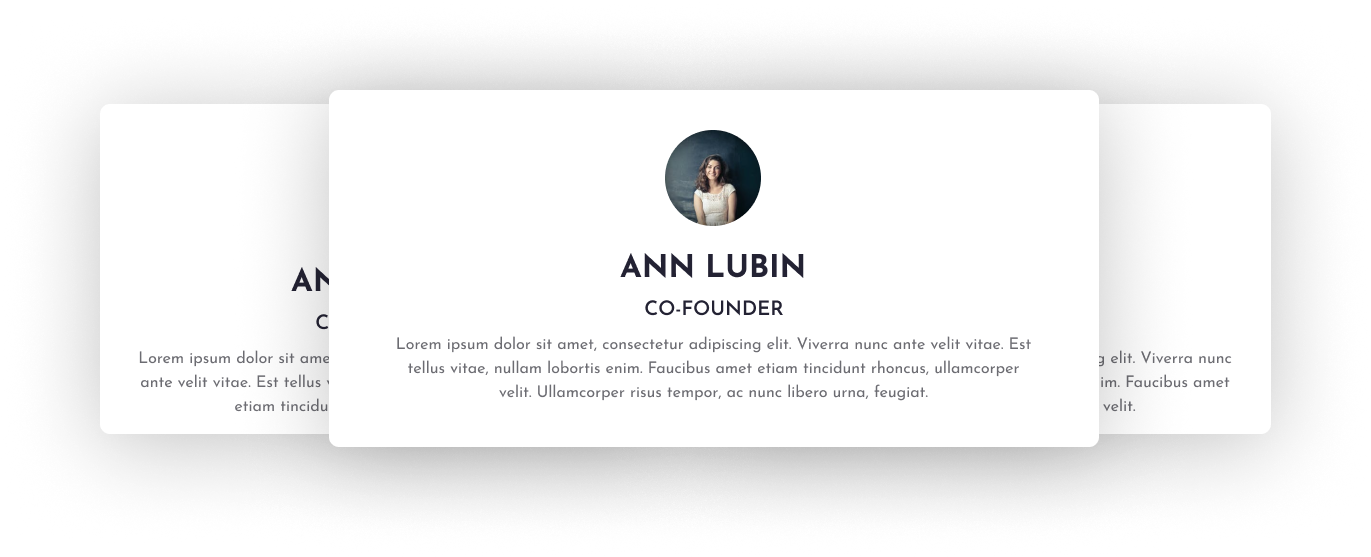 ANN LUBIN
CO-FOUNDER
Lorem ipsum dolor sit amet, consectetur adipiscing elit. Viverra nunc ante velit vitae. Est
tellus vitae, nullam lobortis enim. Faucibus amet etiam tincidunt rhoncus, ullamcorper
velit. Ullamcorper risus tempor, ac nunc libero urna, feugiat.
AN
C
Lorem ipsum dolor sit ame
ante velit vitae. Est tellus
etiam tincidu
g elit. Viverra nunc
im. Faucibus amet
velit.